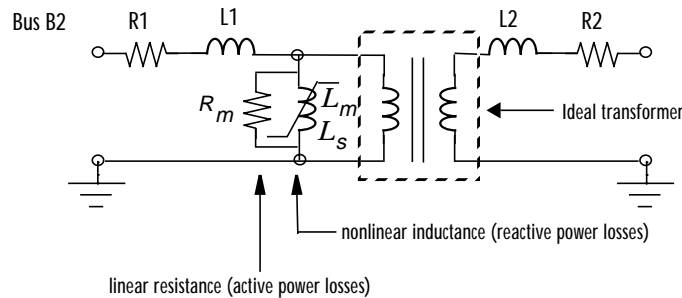 Bus B2
R1
L1
L2
R2
Rm
Lm
Ls
Ideal transformer
nonlinear inductance (reactive power losses)
linear resistance (active power losses)